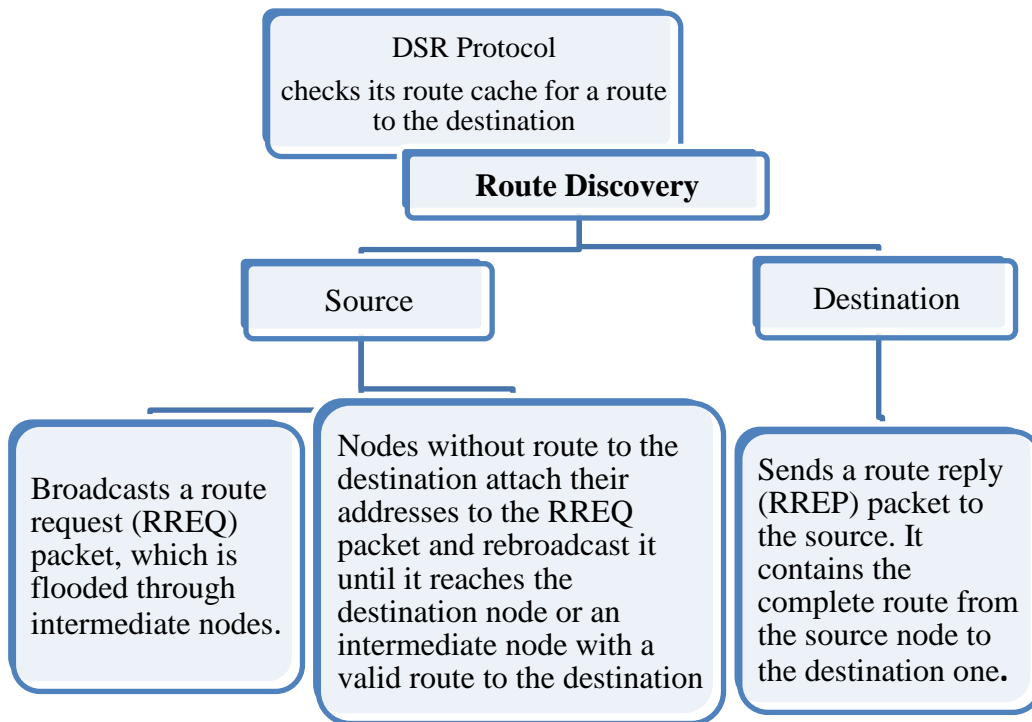 DSR Protocol
checks its route cache for a route
to the destination
Route Discovery
Source
Destination
Broadcasts a route
request (RREQ)
packet, which is
flooded through
intermediate nodes.
Nodes without route to the
destination attach their
addresses to the RREQ
packet and rebroadcast it
until it reaches the
destination node or an
intermediate node with a
valid route to the destination
Sends a route reply
(RREP) packet to
the source. It
contains the
complete route from
the source node to
the destination one.